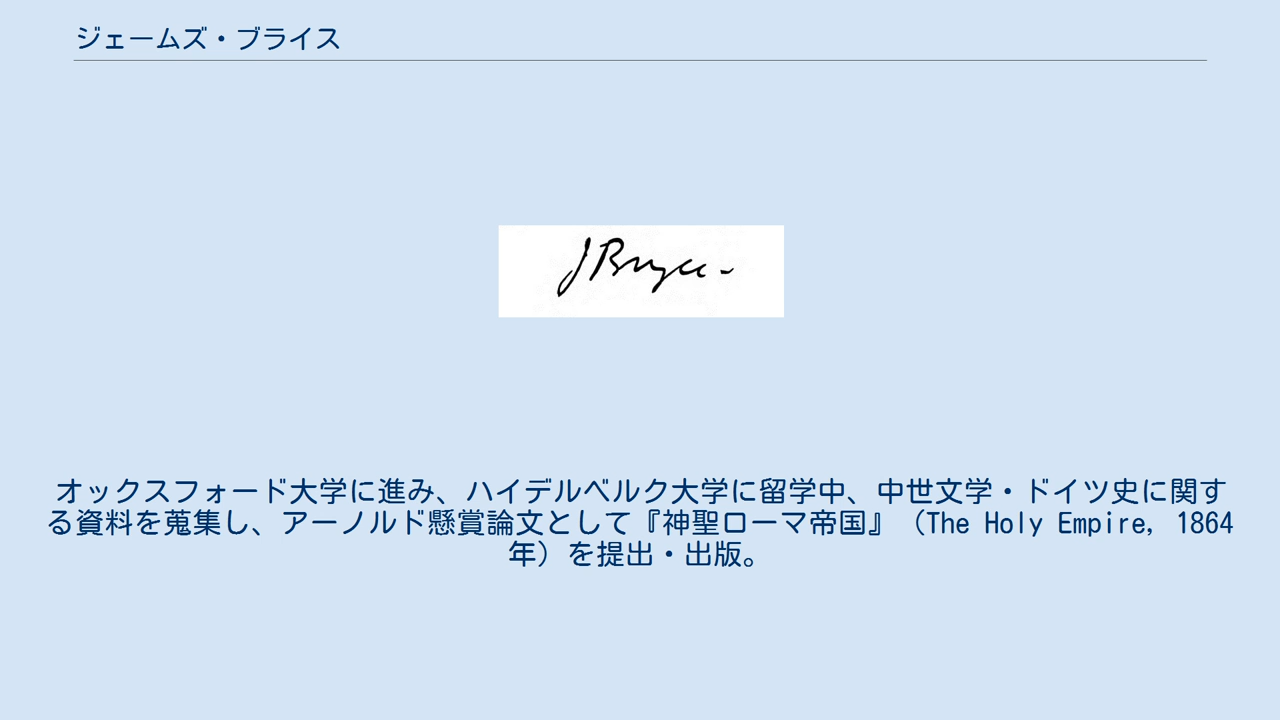 ジェームズ・ブライス
J Bryce -
オックスフォード大学に進み、ハイデルベルク大学に留学中、中世文学・ドイツ史に関す
る資料を蒐集し、アーノルド懸賞論文として『神聖ローマ帝国』（The Holy Empire, 1864
年）を提出・出版。